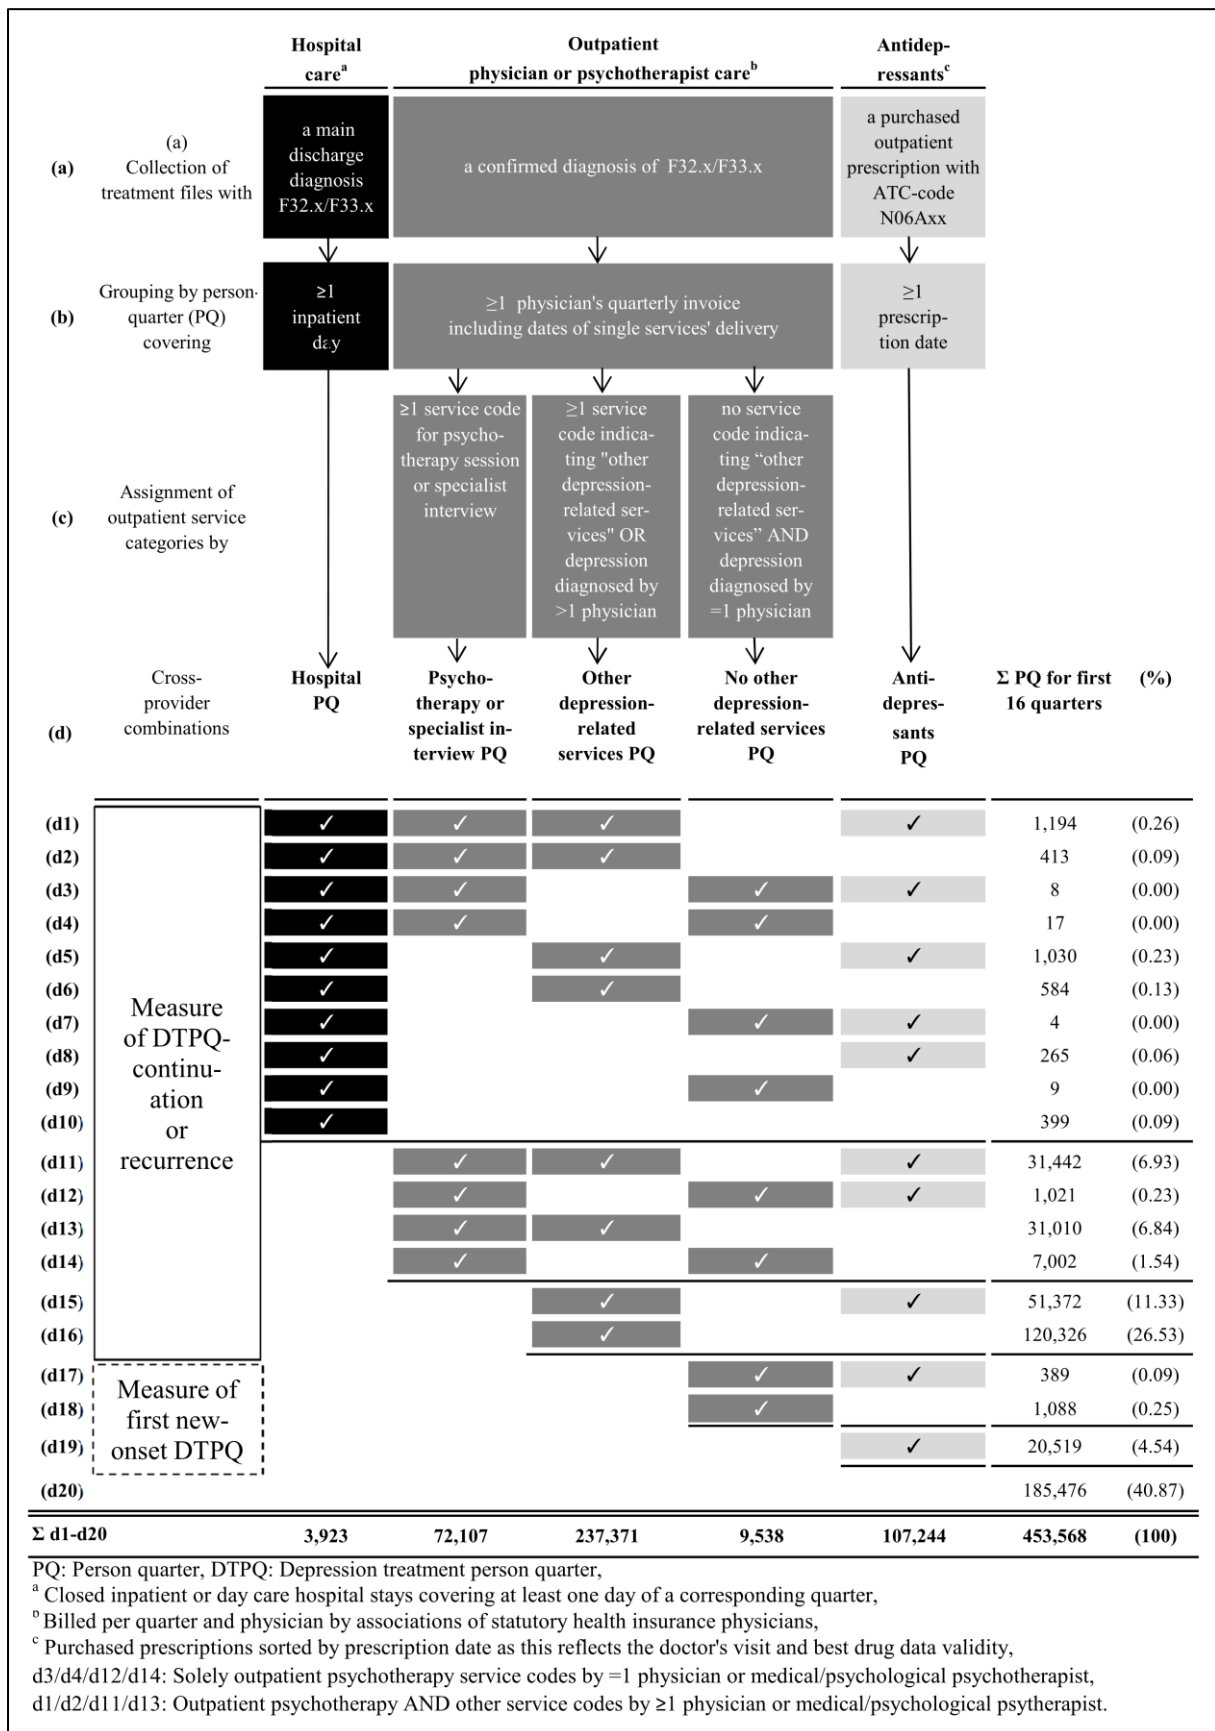 Hospital care^a
Outpatient physician or psychotherapist care^b
Antidep-ressants^c
(a)
(a)
Collection of
treatment files with
a main
discharge
diagnosis
F32.x/F33.x
a confirmed diagnosis of F32.x/F33.x
a purchased
outpatient
prescription with
ATC-code
N06Axx
(b)
Grouping by person-
quarter (PQ)
covering
≥1
inpatient
day
≥1 physician's quarterly invoice
including dates of single services' delivery
≥1
prescrip-
tion date
(c)
Assignment of
outpatient service
categories by
≥1 service code
for psycho-
therapy session
or specialist
interview
≥1 service
code indica-
ting "other
depression-
related ser-
vices" OR
depression
diagnosed by
>1 physician
no service
code indica-
ting “other
depression-
related ser-
vices” AND
depression
diagnosed by
=1 physician
(d)
Cross-
provider
combinations
Hospital
PQ
Psycho-
therapy or
specialist in-
terview PQ
Other
depression-
related
services PQ
No other
depression-
related services
PQ
Anti-
depres-
sants
PQ
Σ PQ for first
16 quarters
(%)
Measure
of DTPQ-
continu-
ation
or
recurrence
(d1) ✓ ✓ ✓ ✓ 1,194 (0.26)
(d2) ✓ ✓ ✓ 413 (0.09)
(d3) ✓ ✓ ✓ ✓ 8 (0.00)
(d4) ✓ ✓ ✓ 17 (0.00)
(d5) ✓ ✓ ✓ 1,030 (0.23)
(d6) ✓ ✓ 584 (0.13)
(d7) ✓ ✓ ✓ 4 (0.00)
(d8) ✓ ✓ 265 (0.06)
(d9) ✓ ✓ 9 (0.00)
(d10) ✓ 399 (0.09)
(d11) ✓ ✓ ✓ 31,442 (6.93)
(d12) ✓ ✓ ✓ 1,021 (0.23)
(d13) ✓ ✓ 31,010 (6.84)
(d14) ✓ ✓ 7,002 (1.54)
(d15) ✓ ✓ 51,372 (11.33)
(d16) ✓ 120,326 (26.53)
Measure of
first new-
onset DTPQ
(d17) ✓ ✓ 389 (0.09)
(d18) ✓ 1,088 (0.25)
(d19) ✓ 20,519 (4.54)
(d20) 185,476 (40.87)
Σ d1-d20 3,923 72,107 237,371 9,538 107,244 453,568 (100)
PQ: Person quarter, DTPQ: Depression treatment person quarter,
a Closed inpatient or day care hospital stays covering at least one day of a corresponding quarter,
b Billed per quarter and physician by associations of statutory health insurance physicians,
c Purchased prescriptions sorted by prescription date as this reflects the doctor's visit and best drug data validity,
d3/d4/d12/d14: Solely outpatient psychotherapy service codes by =1 physician or medical/psychological psychotherapist,
d1/d2/d11/d13: Outpatient psychotherapy AND other service codes by ≥1 physician or medical/psychological psytherapist.